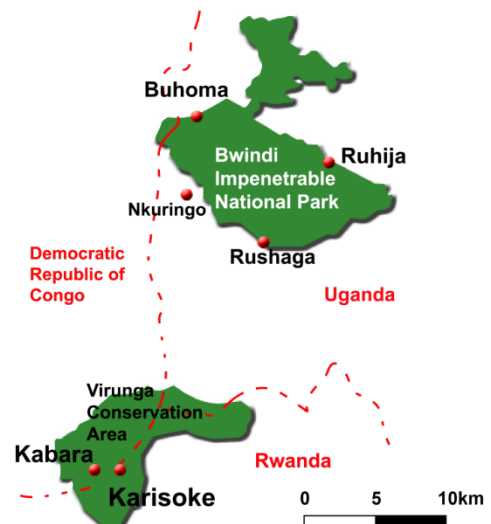 Buhoma
Bwindi
Impenetrable
National Park
Ruhija
Nkuringo
Rushaga
Democratic
Republic of
Congo
Uganda
Virunga
Conservation
Area
Kabara
Karisoke
Rwanda
0 5 10km